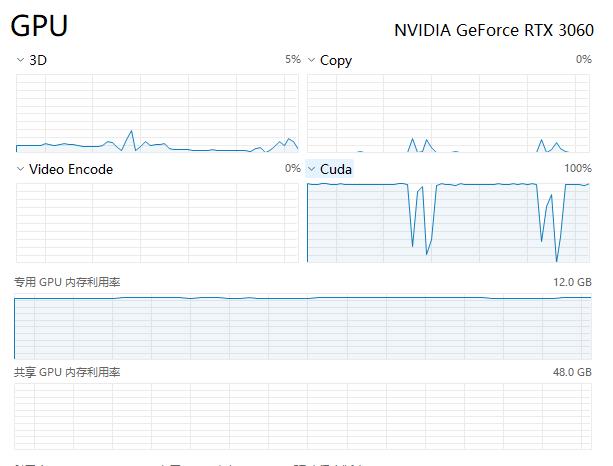 GPU
NVIDIA GeForce RTX 3060
3D 5%
Copy 0%
Video Encode 0%
Cuda 100%
专用 GPU 内存利用率 12.0 GB
共享 GPU 内存利用率 48.0 GB